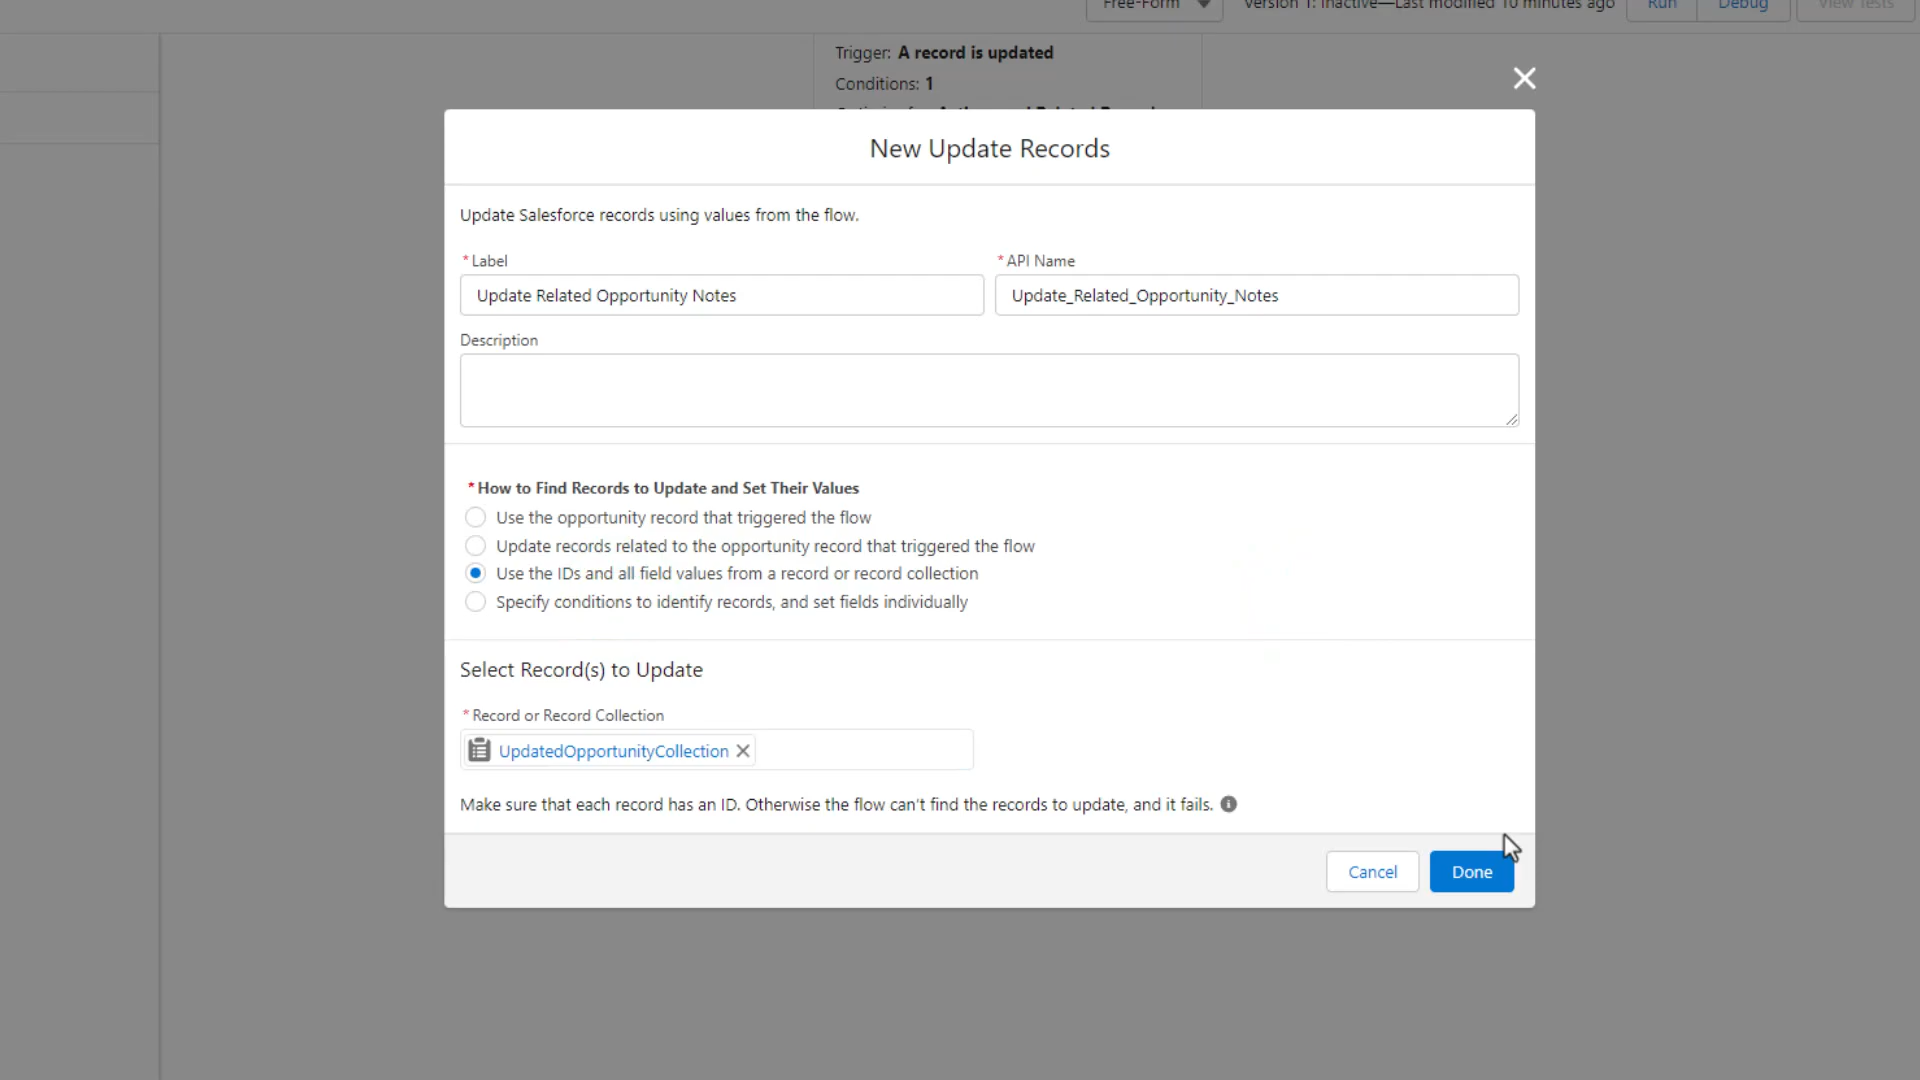 Free-Form
Version 1: Inactive—Last modified 10 minutes ago
Run
Debug
View Tests
Trigger: A record is updated
Conditions: 1
New Update Records
Update Salesforce records using values from the flow.
* Label
* API Name
Update Related Opportunity Notes
Update_Related_Opportunity_Notes
Description
* How to Find Records to Update and Set Their Values
Use the opportunity record that triggered the flow
Update records related to the opportunity record that triggered the flow
Use the IDs and all field values from a record or record collection
Specify conditions to identify records, and set fields individually
Select Record(s) to Update
* Record or Record Collection
UpdatedOpportunityCollection
Make sure that each record has an ID. Otherwise the flow can't find the records to update, and it fails.
Cancel
Done